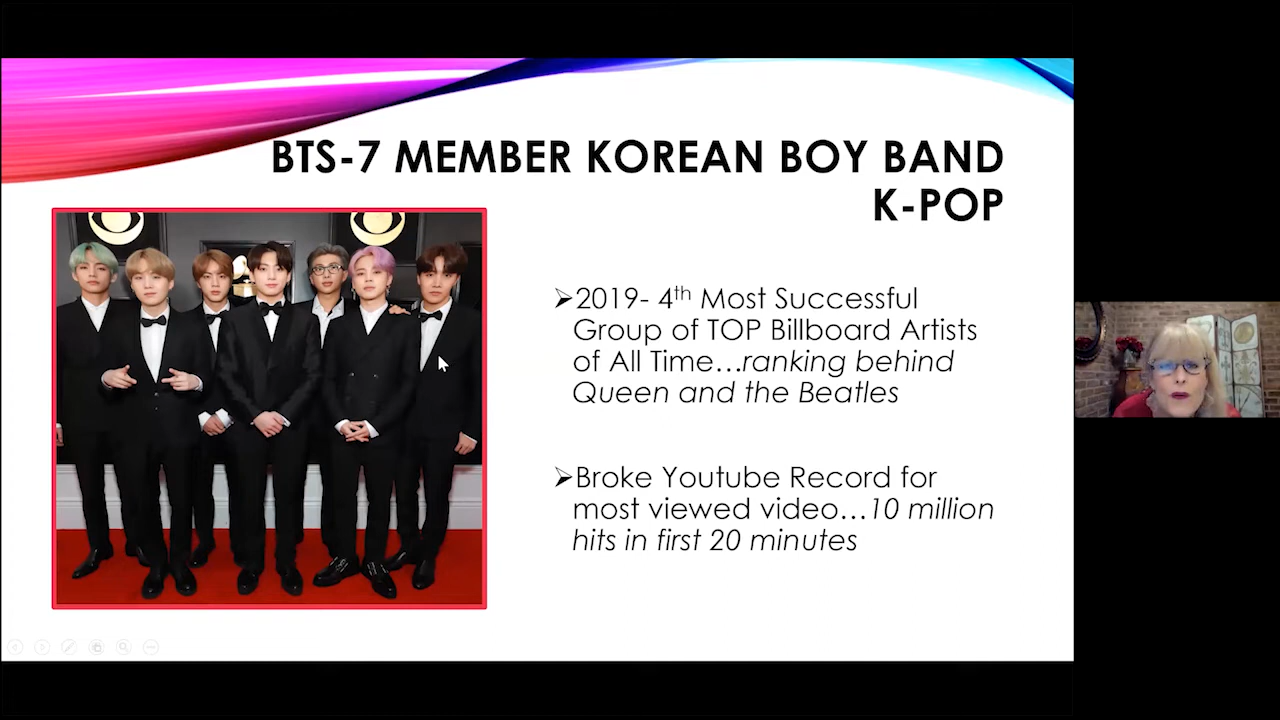 BTS-7 MEMBER KOREAN BOY BAND
K-POP
➢2019- 4th Most Successful
Group of TOP Billboard Artists
of All Time…ranking behind
Queen and the Beatles
➢Broke Youtube Record for
most viewed video…10 million
hits in first 20 minutes